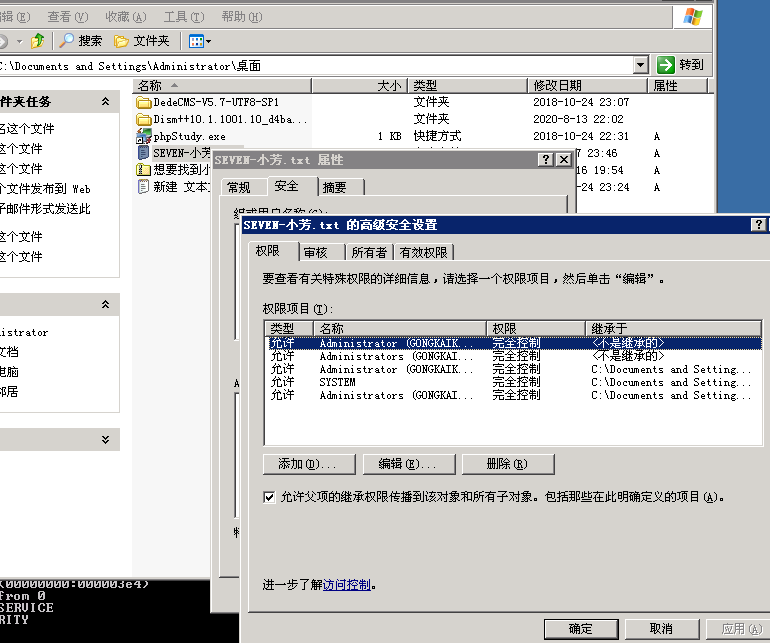 编辑(E) 查看(V) 收藏(A) 工具(T) 帮助(H)
搜索 文件夹
C:\Documents and Settings\Administrator\桌面 转到
件夹任务
名这个文件
这个文件
这个文件
个文件发布到 Web
子邮件形式发送此
这个文件
这个文件
istrator
文档
电脑
邻居
名称 大小 类型 修改日期 属性
DedeCMS-V5.7-UTF8-SP1 文件夹 2018-10-24 23:07
Dism++10.1.1001.10_d4ba... 文件夹 2020-8-13 22:02
phpStudy.exe 1 KB 快捷方式 2018-10-24 22:31 A
SEVEN-小芳 7 23:46 A
想要找到小 16 19:54 A
新建 文本 -24 23:24 A
SEVEN-小芳.txt 属性
常规 安全 摘要
组或用户名称(G):
SEVEN-小芳.txt 的高级安全设置
权限 审核 所有者 有效权限
要查看有关特殊权限的详细信息，请选择一个权限项目，然后单击“编辑”。
权限项目(T):
类型 名称 权限 继承于
允许 Administrator (GONGKAIK... 完全控制 <不是继承的>
允许 Administrators (GONGKAI... 完全控制 <不是继承的>
允许 Administrator (GONGKAIK... 完全控制 C:\Documents and Setting...
允许 SYSTEM 完全控制 C:\Documents and Setting...
允许 Administrators (GONGKAI... 完全控制 C:\Documents and Setting...
添加(D)... 编辑(E)... 删除(R)
允许父项的继承权限传播到该对象和所有子对象。包括那些在此明确定义的项目(A)。
进一步了解访问控制。
确定 取消 应用(A)
(00000000:000003e4)
from 0
SERVICE
RITY